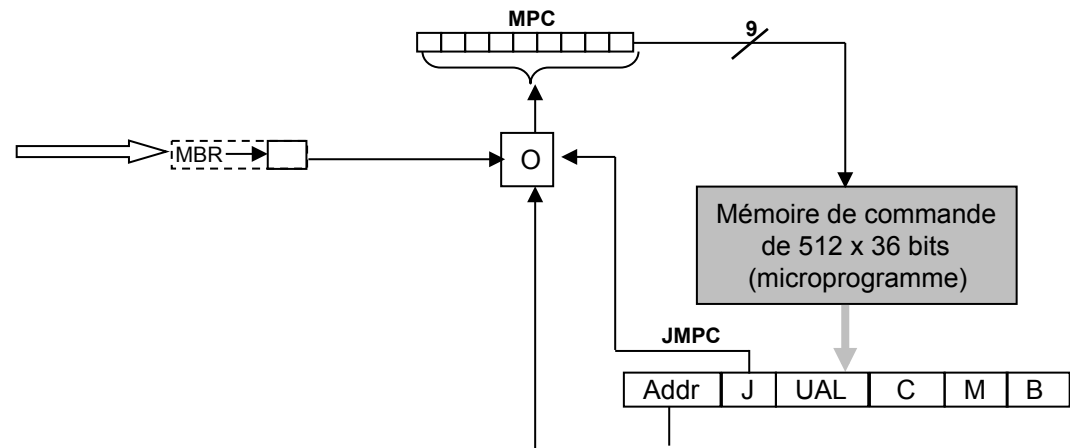 MPC
9
MBR
O
Mémoire de commande
de 512 x 36 bits
(microprogramme)
JMPC
Addr J UAL C M B